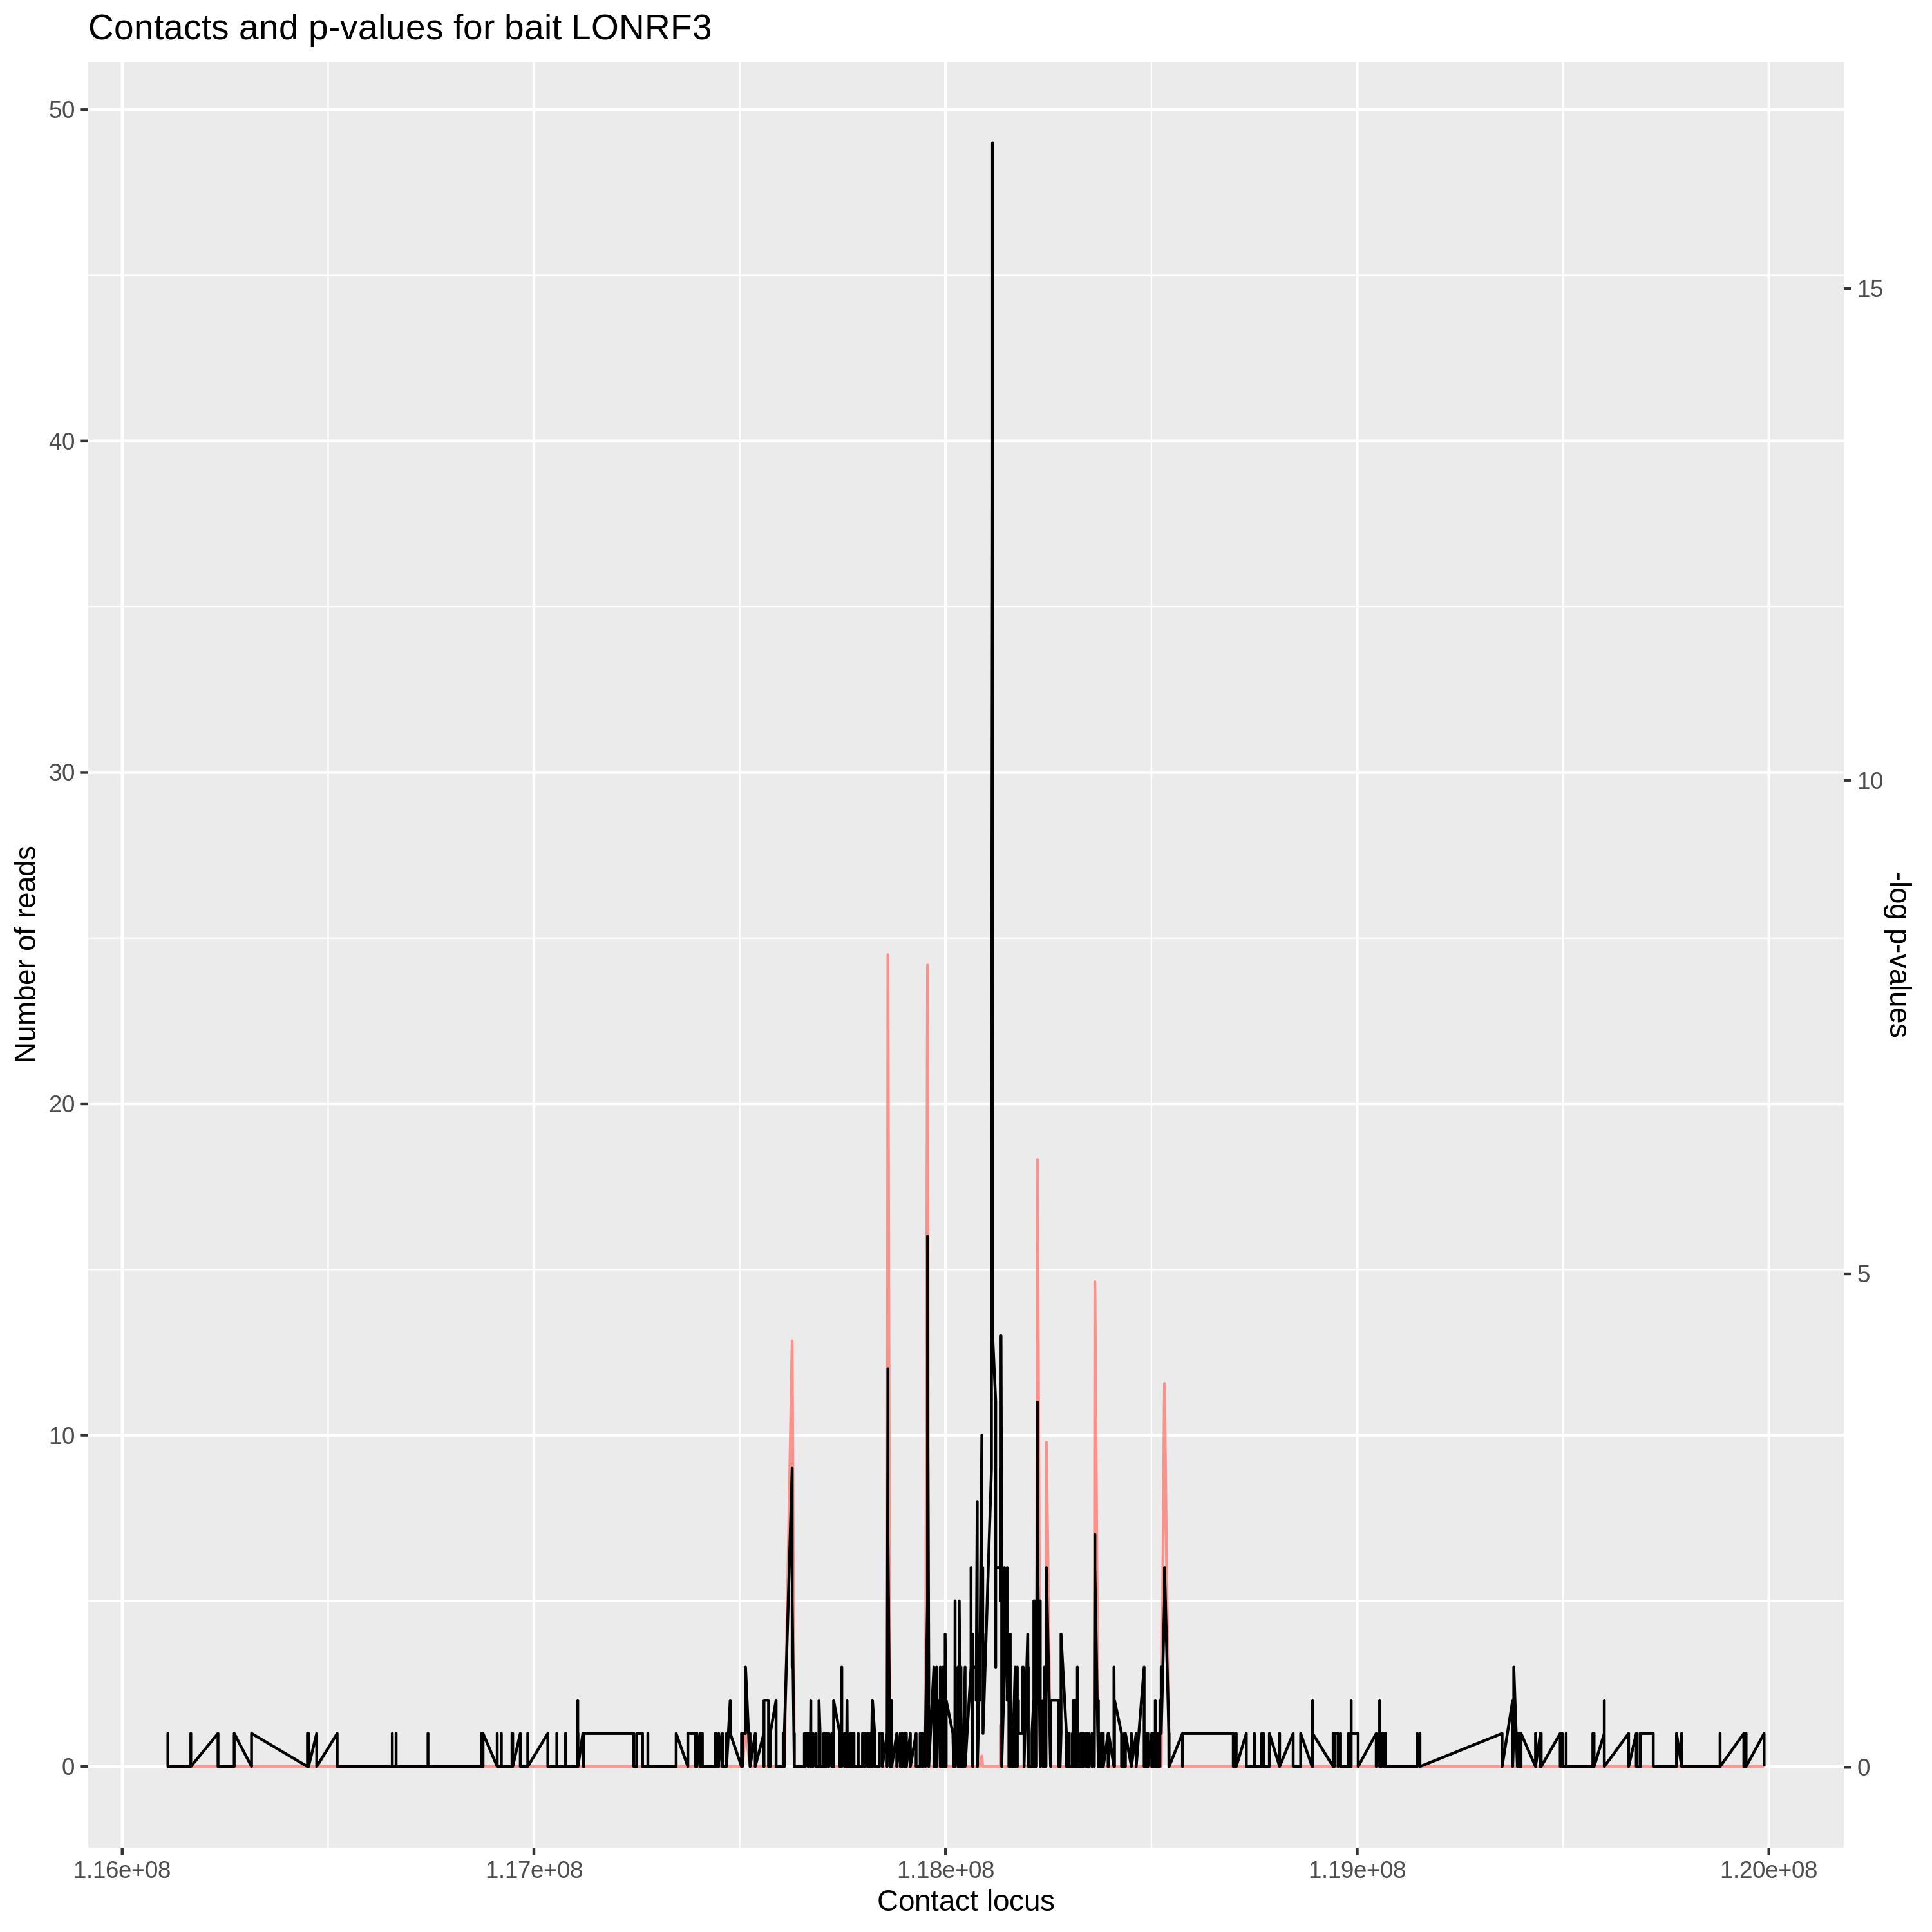 Contacts and p-values for bait LONRF3
50
40
30
20
10
0
Number of reads
15
10
5
0
-log p-values
1.16e+08 1.17e+08 1.18e+08 1.19e+08 1.20e+08
Contact locus